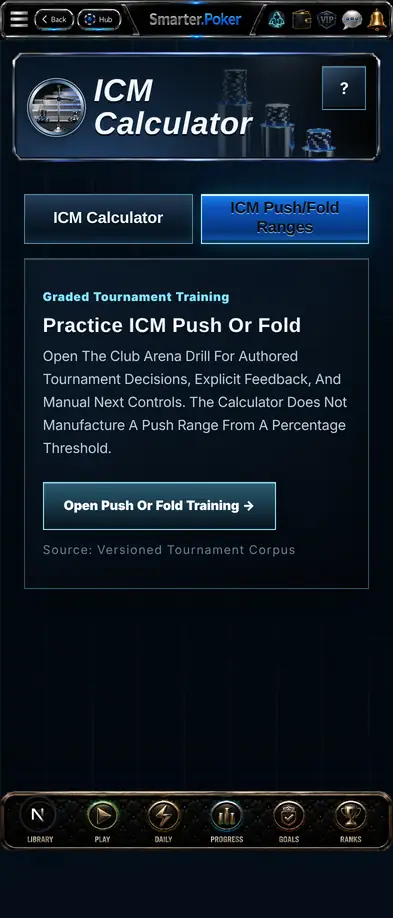 Back
Hub
Smarter.Poker
VIP
ICM
Calculator
?
ICM Calculator
ICM Push/Fold
Ranges
Graded Tournament Training
Practice ICM Push Or Fold
Open The Club Arena Drill For Authored
Tournament Decisions, Explicit Feedback, And
Manual Next Controls. The Calculator Does Not
Manufacture A Push Range From A Percentage
Threshold.
Open Push Or Fold Training →
Source: Versioned Tournament Corpus
N
LIBRARY
PLAY
DAILY
PROGRESS
GOALS
RANKS